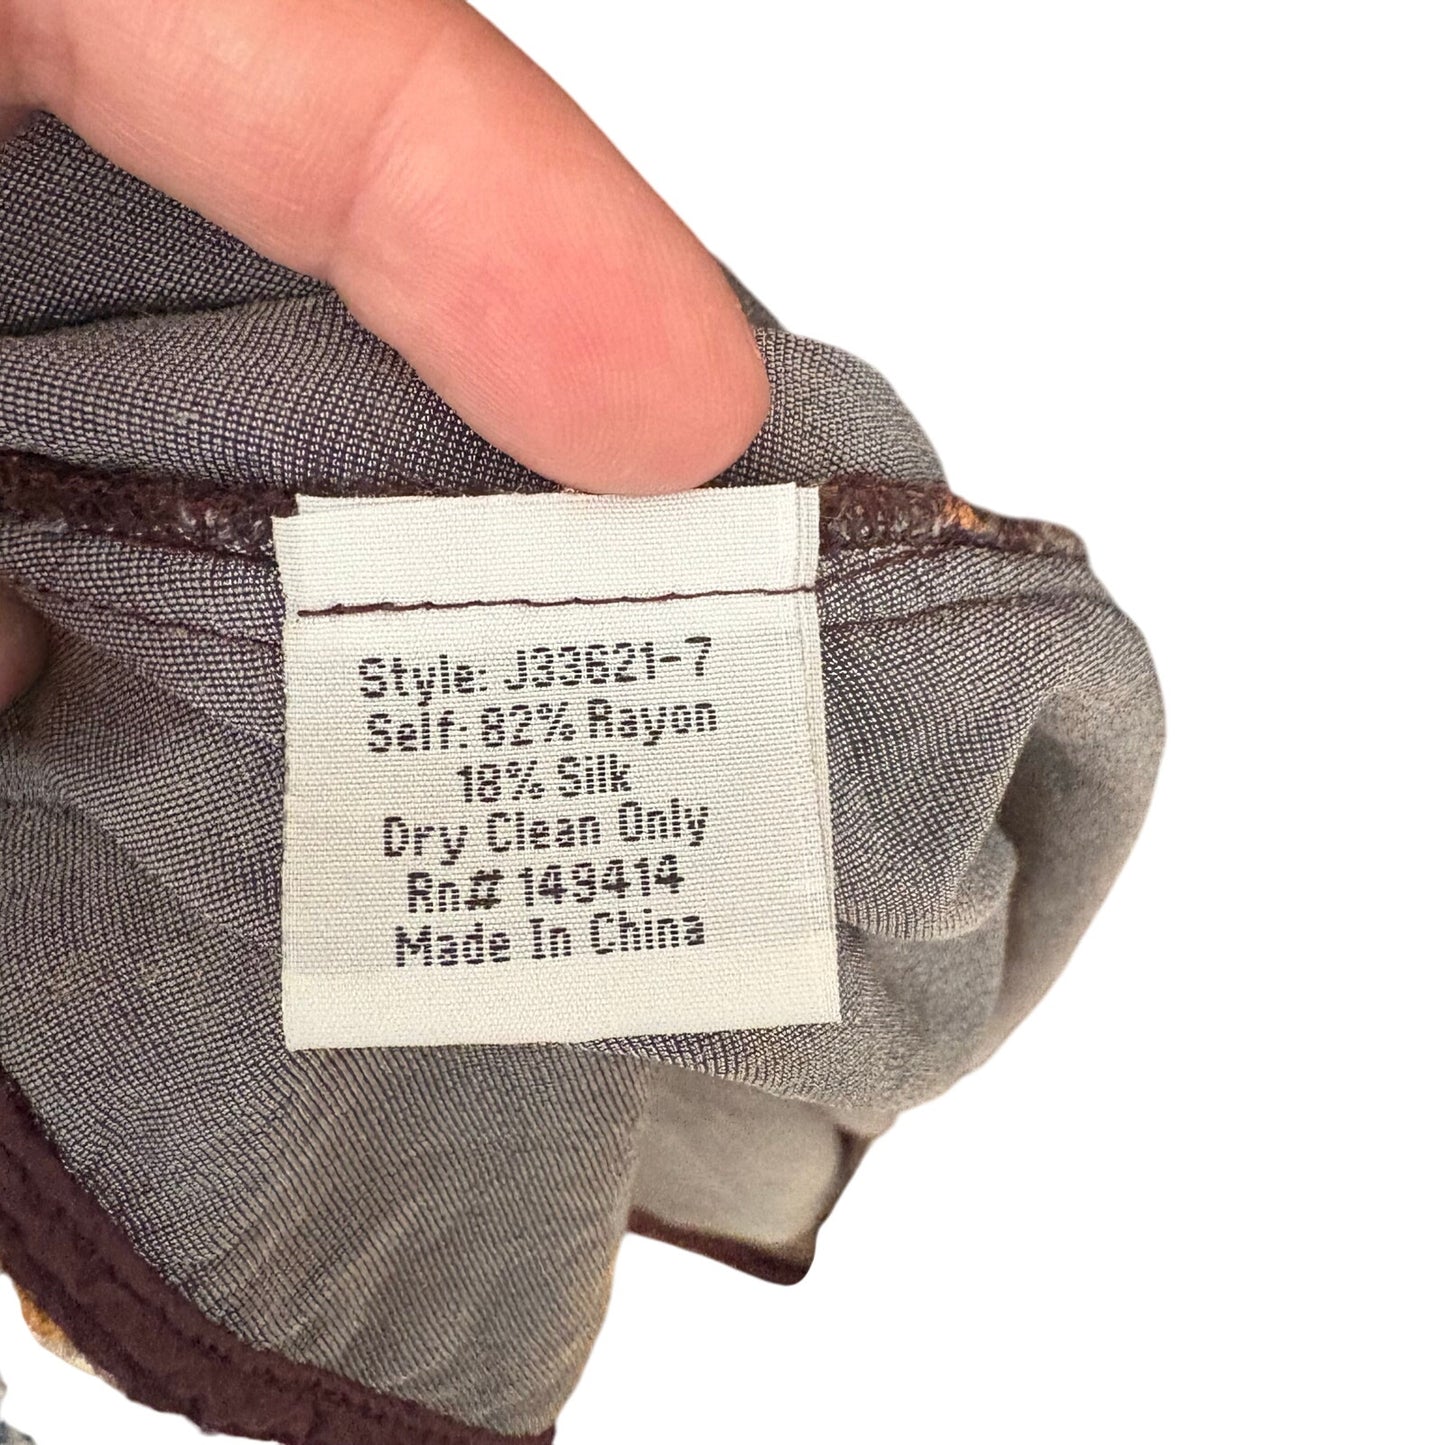 Style: J33621-7
Self: 82% Rayon
18% Silk
Dry Clean Only
Rn# 149414
Made In China